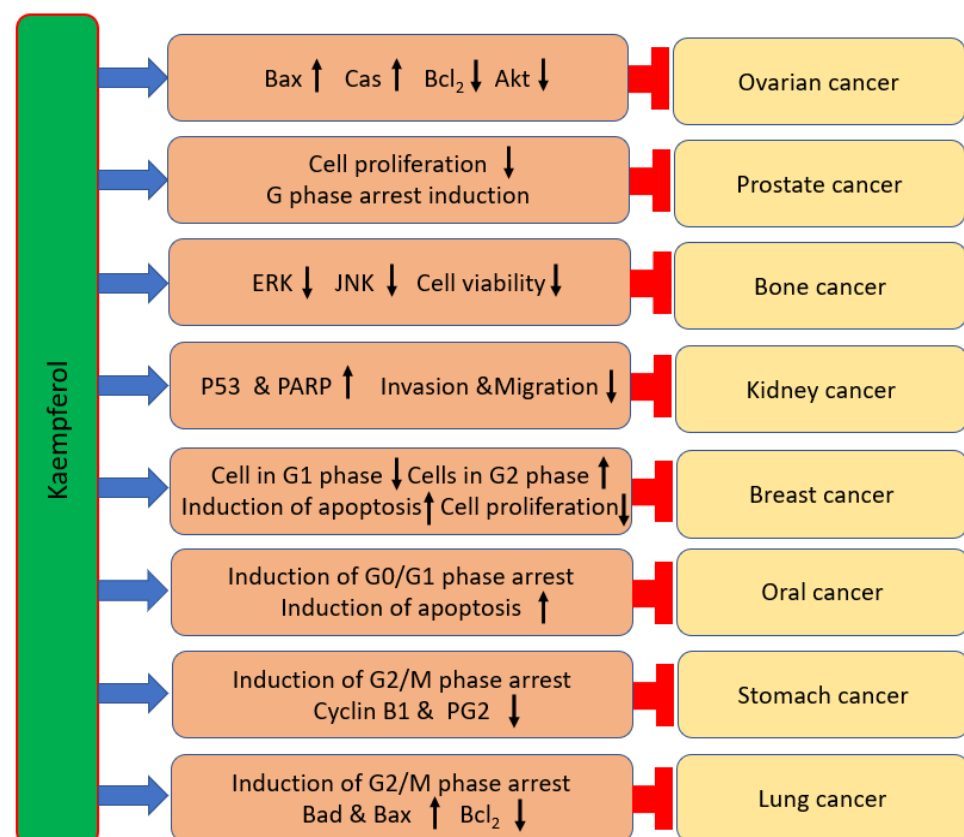 Kaempferol
Bax ↑ Cas ↑ Bcl₂ ↓ Akt ↓
Ovarian cancer
Cell proliferation ↓
G phase arrest induction
Prostate cancer
ERK ↓ JNK ↓ Cell viability ↓
Bone cancer
P53 & PARP ↑ Invasion &Migration ↓
Kidney cancer
Cell in G1 phase ↓ Cells in G2 phase ↑
Induction of apoptosis ↑ Cell proliferation ↓
Breast cancer
Induction of G0/G1 phase arrest
Induction of apoptosis ↑
Oral cancer
Induction of G2/M phase arrest
Cyclin B1 & PG2 ↓
Stomach cancer
Induction of G2/M phase arrest
Bad & Bax ↑ Bcl₂ ↓
Lung cancer